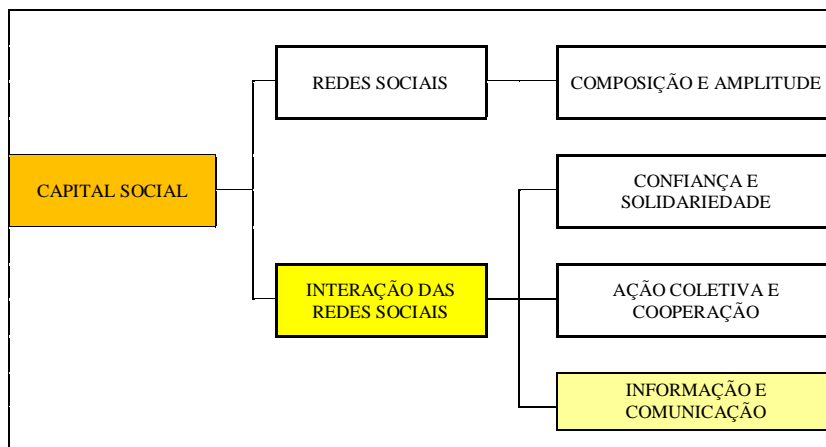 REDES SOCIAIS
COMPOSIÇÃO E AMPLITUDE
CAPITAL SOCIAL
CONFIANÇA E
SOLIDARIEDADE
INTERAÇÃO DAS
REDES SOCIAIS
AÇÃO COLETIVA E
COOPERAÇÃO
INFORMAÇÃO E
COMUNICAÇÃO